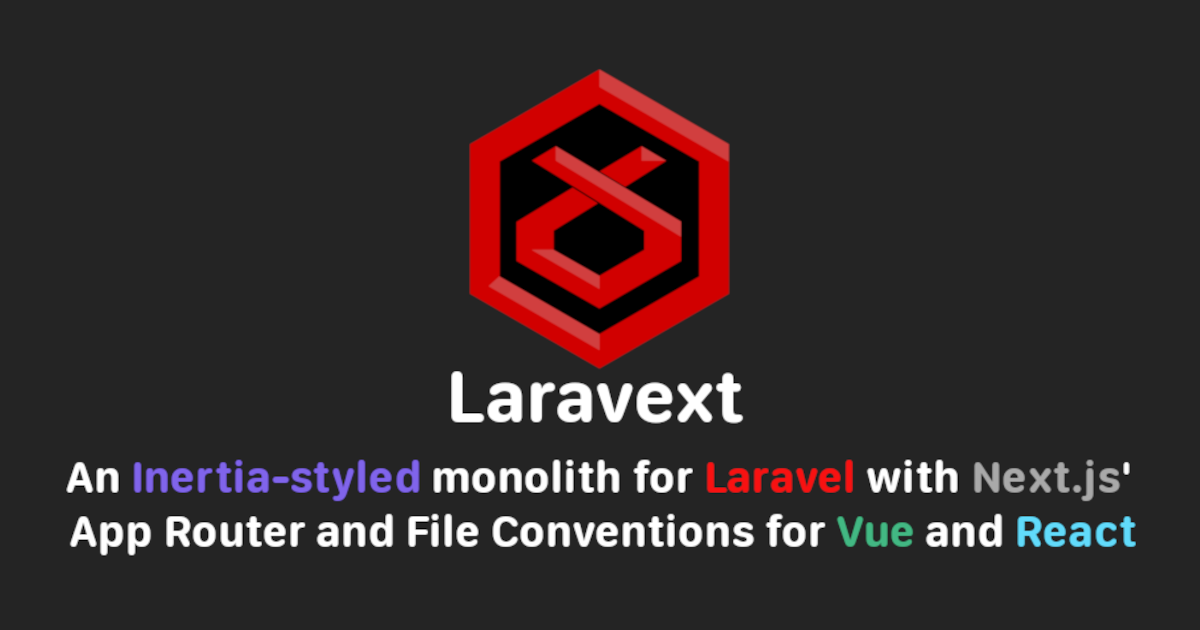 Laravext
An Inertia-styled monolith for Laravel with Next.js'
App Router and File Conventions for Vue and React